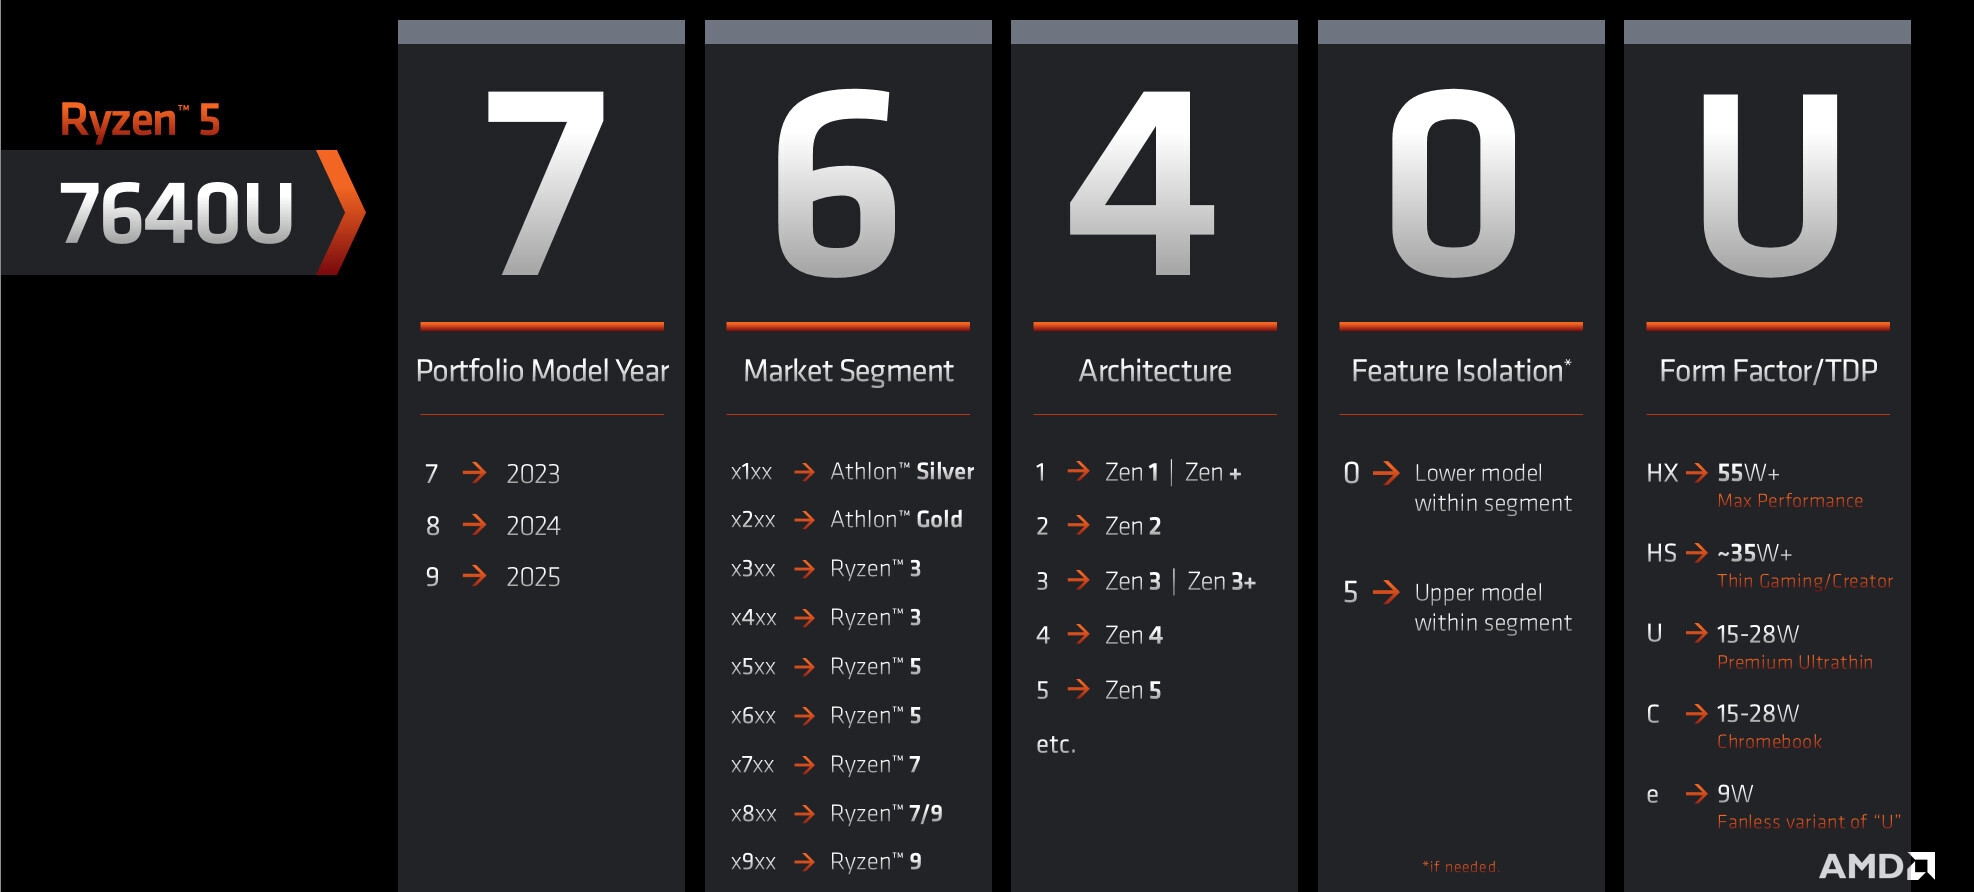 Ryzen™ 5
7640U
7
Portfolio Model Year
7 → 2023
8 → 2024
9 → 2025
6
Market Segment
x1xx → Athlon™ Silver
x2xx → Athlon™ Gold
x3xx → Ryzen™ 3
x4xx → Ryzen™ 3
x5xx → Ryzen™ 5
x6xx → Ryzen™ 5
x7xx → Ryzen™ 7
x8xx → Ryzen™ 7/9
x9xx → Ryzen™ 9
4
Architecture
1 → Zen 1 | Zen +
2 → Zen 2
3 → Zen 3 | Zen 3+
4 → Zen 4
5 → Zen 5
etc.
0
Feature Isolation*
0 → Lower model
within segment
5 → Upper model
within segment
*if needed.
U
Form Factor/TDP
HX → 55W+
Max Performance
HS → ~35W+
Thin Gaming/Creator
U → 15-28W
Premium Ultrathin
C → 15-28W
Chromebook
e → 9W
Fanless variant of “U”
AMD